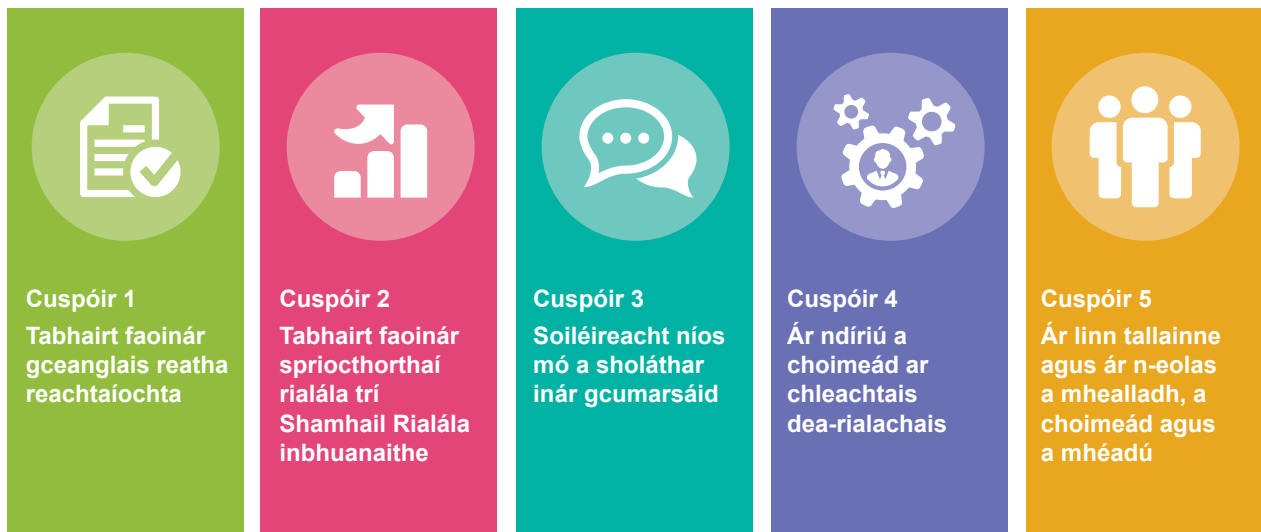 Cuspóir 1
Tabhairt faoinár
gceanglais reatha
reachtaíochta
Cuspóir 2
Tabhairt faoinár
spriocthorthaí
rialála trí
Shamhail Rialála
inbhuanaithe
Cuspóir 3
Soiléireacht níos
mó a sholáthar
inár gcumarsáid
Cuspóir 4
Ár ndíriú a
choimeád ar
chleachtais
dea-rialachais
Cuspóir 5
Ár linn tallainne
agus ár n-eolas
a mhealladh, a
choimeád agus
a mhéadú